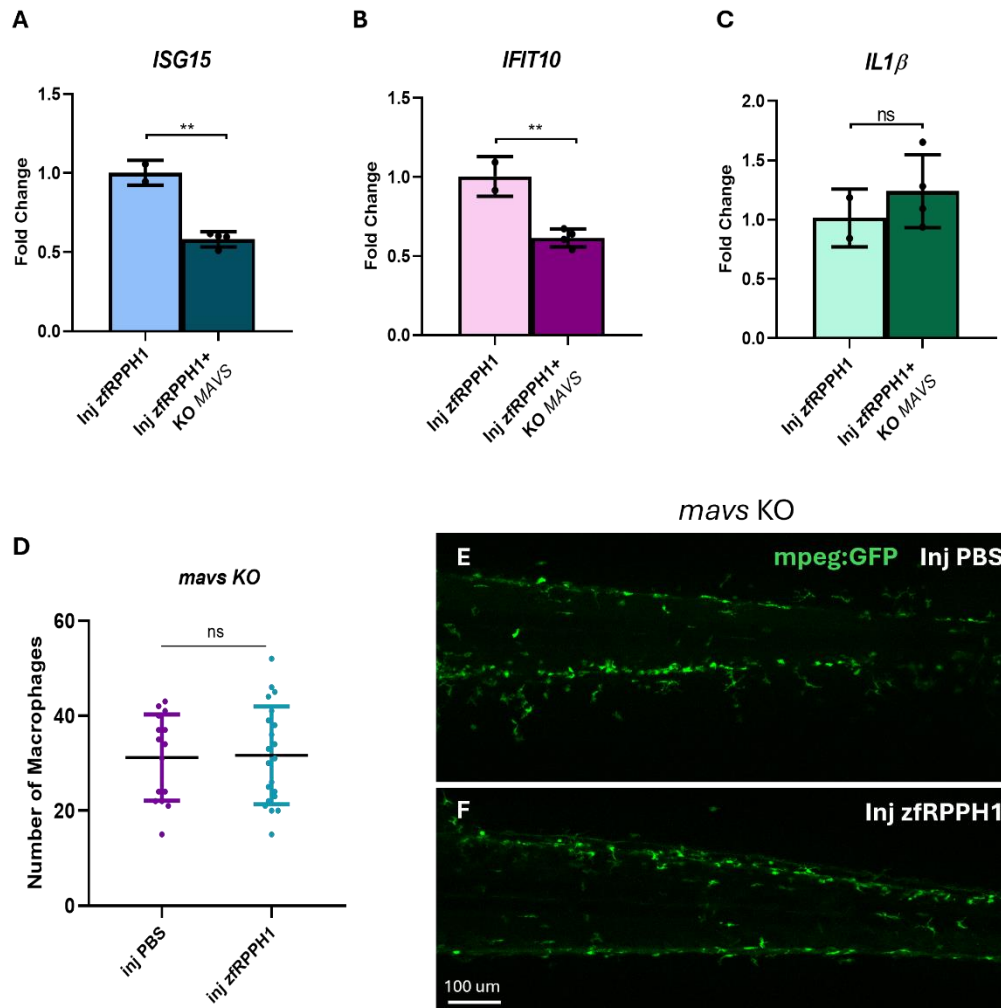 A
ISG15
Fold Change
1.5
1.0
0.5
0.0
**
Inj zfRPPH1
Inj zfRPPH1+
KO MAVS
B
IFIT10
Fold Change
1.5
1.0
0.5
0.0
**
Inj zfRPPH1
Inj zfRPPH1+
KO MAVS
C
IL1β
Fold Change
2.0
1.5
1.0
0.5
0.0
ns
Inj zfRPPH1
Inj zfRPPH1+
KO MAVS
D
mavs KO
Number of Macrophages
60
40
20
0
ns
inj PBS
inj zfRPPH1
mavs KO
E mpeg:GFP Inj PBS
F Inj zfRPPH1
100 um